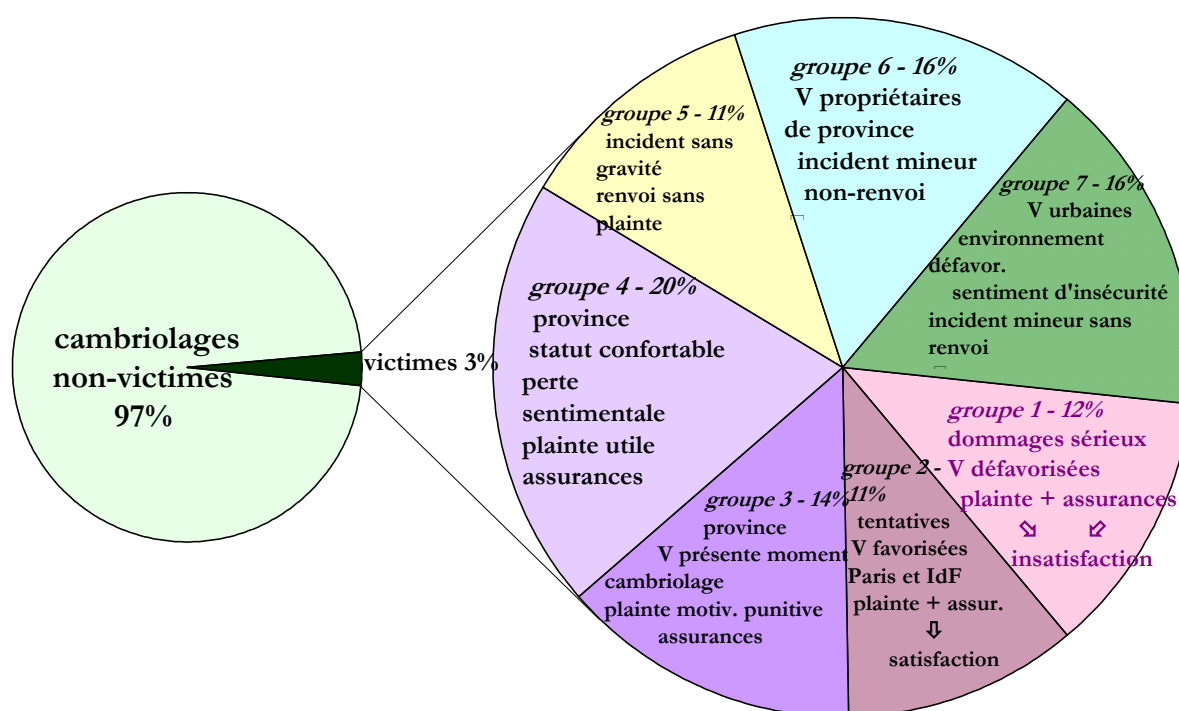 cambriolages
non-victimes
97%
victimes 3%
groupe 5 - 11%
incident sans
gravité
renvoi sans
plainte
groupe 6 - 16%
V propriétaires
de province
incident mineur
non-renvoi
groupe 7 - 16%
V urbaines
environnement
défavor.
sentiment d'insécurité
incident mineur sans
renvoi
groupe 4 - 20%
province
statut confortable
perte
sentimentale
plainte utile
assurances
groupe 3 - 14%
province
V présente moment
cambriolage
plainte motiv. punitive
assurances
groupe 2 -
11%
tentatives
V favorisées
Paris et IdF
plainte + assur.
satisfaction
groupe 1 - 12%
dommages sérieux
V défavorisées
plainte + assurances
insatisfaction